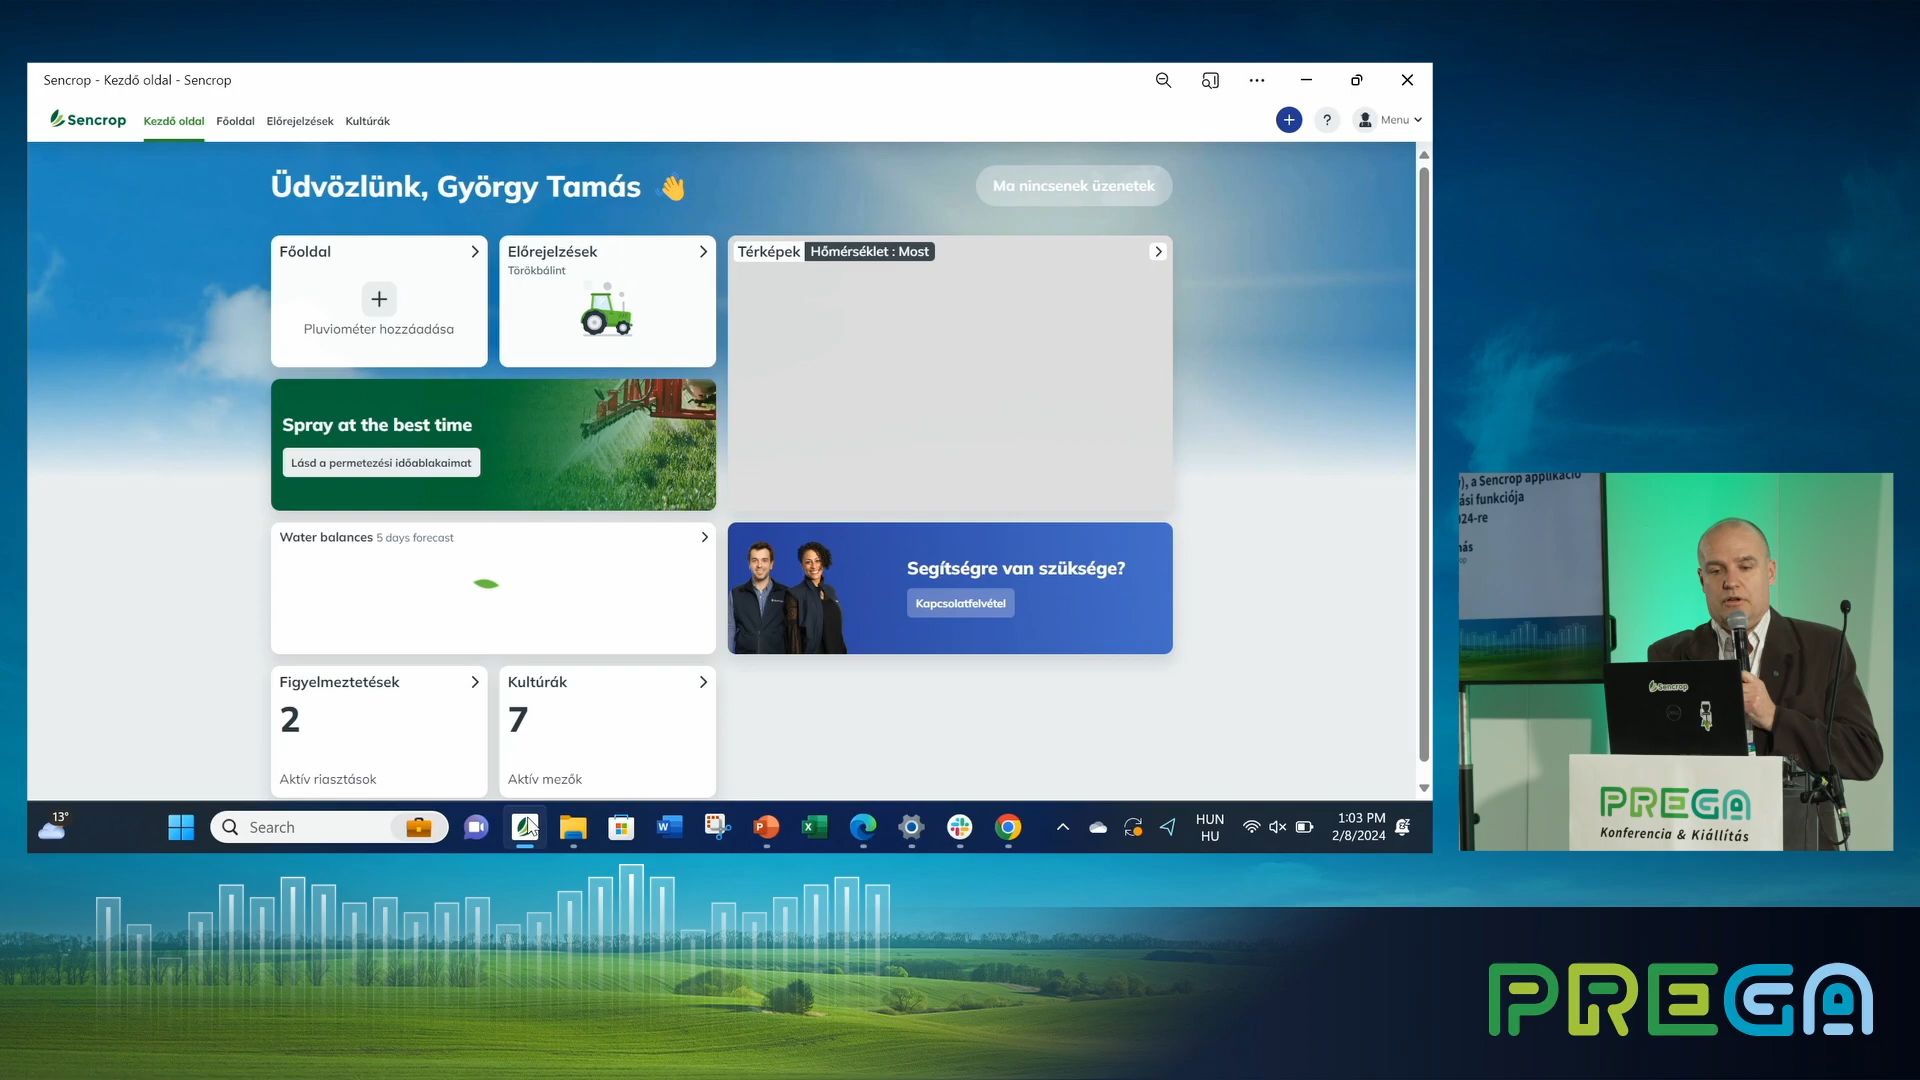 Sencrop - Kezdő oldal - Sencrop
Sencrop
Kezdő oldal
Főoldal
Előrejelzések
Kultúrák
?
Menu
Üdvözlünk, György Tamás
Ma nincsenek üzenetek
Főoldal
Pluviométer hozzáadása
Előrejelzések
Törökbálint
Térképek
Hőmérséklet : Most
Spray at the best time
Lásd a permetezési időablakaimat
Water balances 5 days forecast
Segítségre van szüksége?
Kapcsolatfelvétel
Figyelmeztetések
2
Aktív riasztások
Kultúrák
7
Aktív mezők
13°
Search
HUN
HU
1:03 PM
2/8/2024
), a Sencrop applikáció
ási funkciója
24-re
Sencrop
PREGA
Konferencia & Kiállítás
PREGA